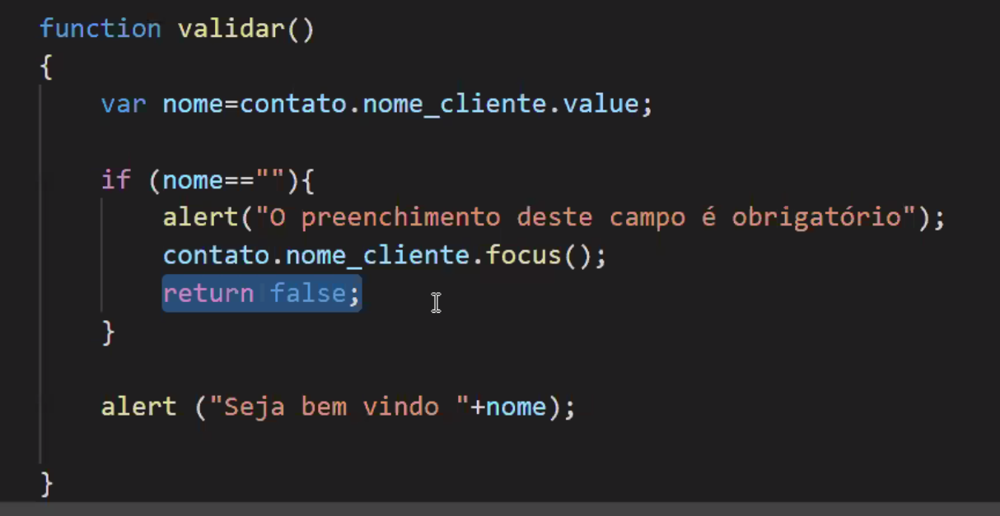 function validar()
{
var nome=contato.nome_cliente.value;
if (nome==""){
alert("O preenchimento deste campo é obrigatório");
contato.nome_cliente.focus();
return false;
}
alert ("Seja bem vindo "+nome);
}